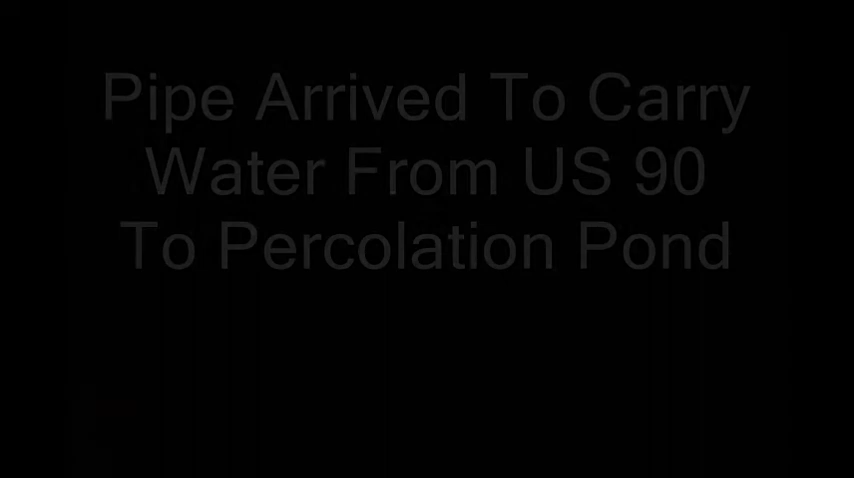 Pipe Arrived To Carry
Water From US 90
To Percolation Pond